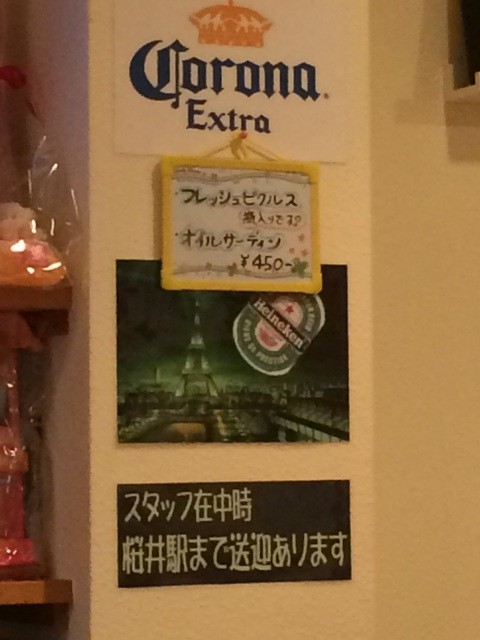 Corona.
Extra
・フレッシュピクルス
・オイルサーディン
¥450-
Heineken
スタッフ在中時
桜井駅まで送迎あります